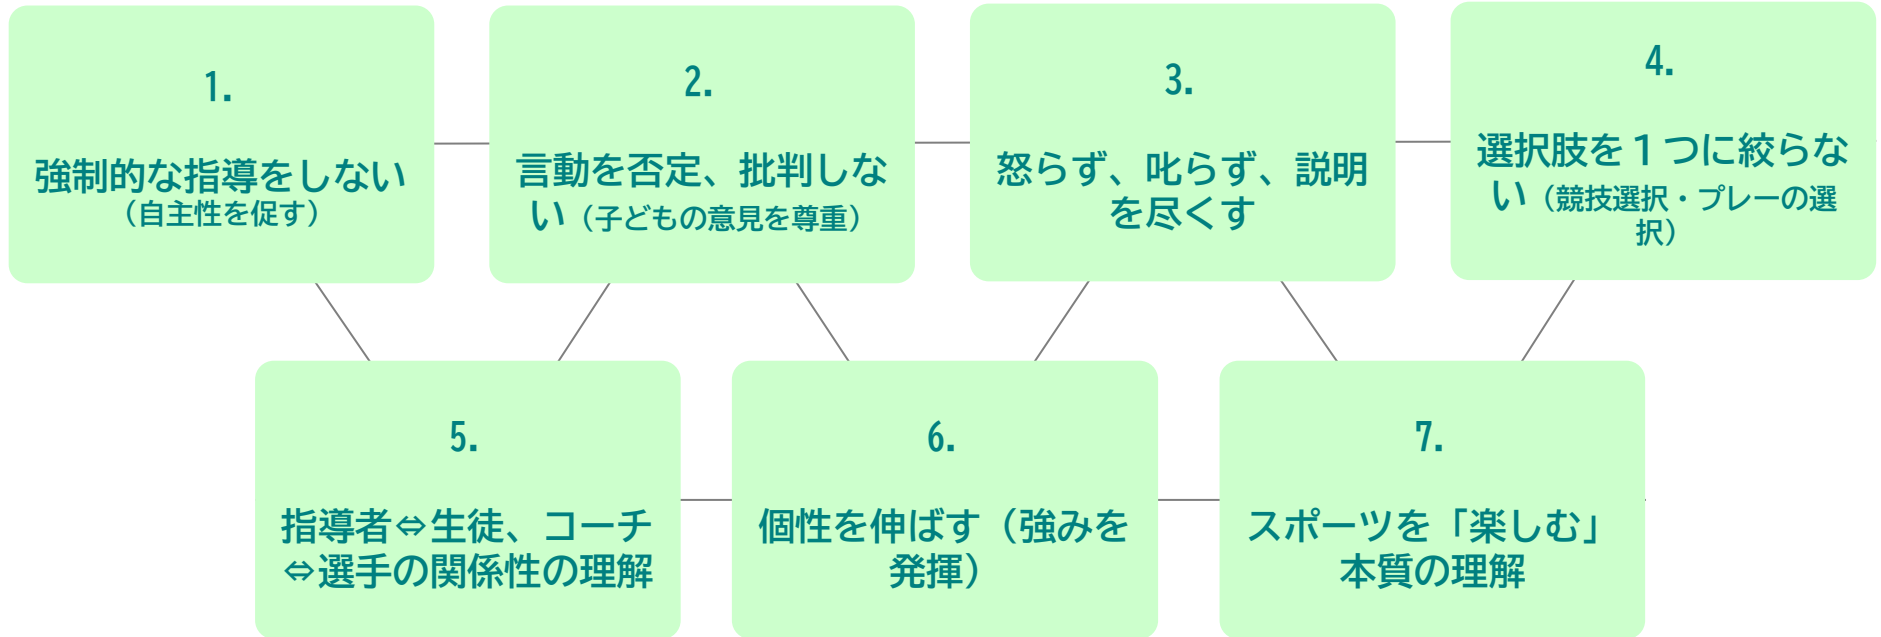 1.
強制的な指導をしない
（自主性を促す）
2.
言動を否定、批判しな
い（子どもの意見を尊重）
3.
怒らず、叱らず、説明
を尽くす
4.
選択肢を１つに絞らな
い（競技選択・プレーの選
択）
5.
指導者⇔生徒、コーチ
⇔選手の関係性の理解
6.
個性を伸ばす（強みを
発揮）
7.
スポーツを「楽しむ」
本質の理解